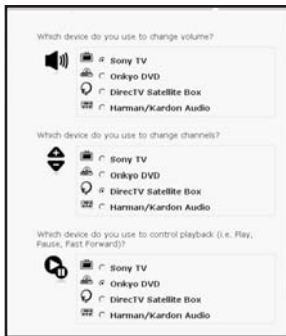 Which device do you use to change volume?
Sony TV
Onkyo DVD
DirecTV Satellite Box
Harman/Kardon Audio
Which device do you use to change channels?
Sony TV
Onkyo DVD
DirecTV Satellite Box
Harman/Kardon Audio
Which device do you use to control playback (i.e. Play,
Pause, Fast Forward)?
Sony TV
Onkyo DVD
DirecTV Satellite Box
Harman/Kardon Audio